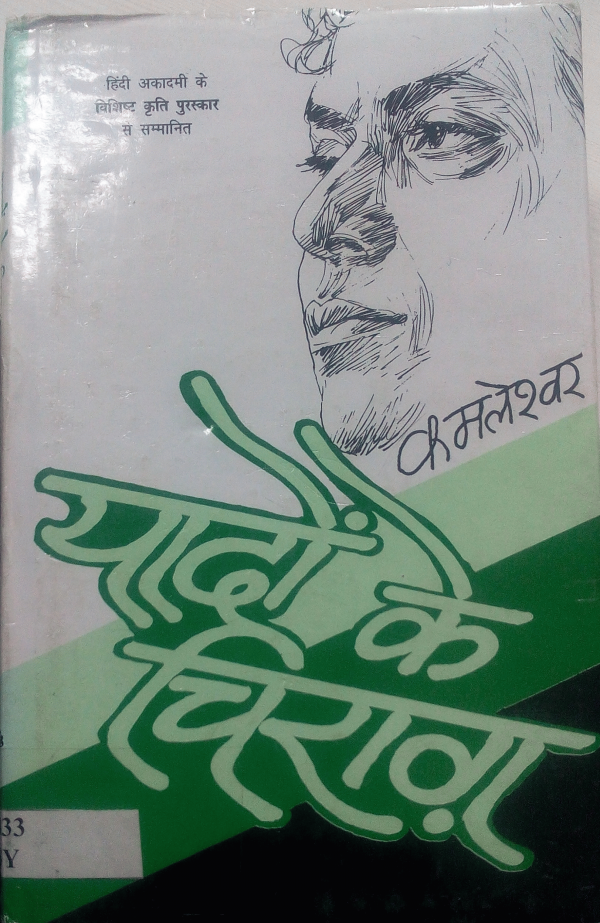 हिंदी अकादमी के
विशिष्ट कृति पुरस्कार
से सम्मानित
कमलेश्वर
यादों के
चिराग़
33
Y